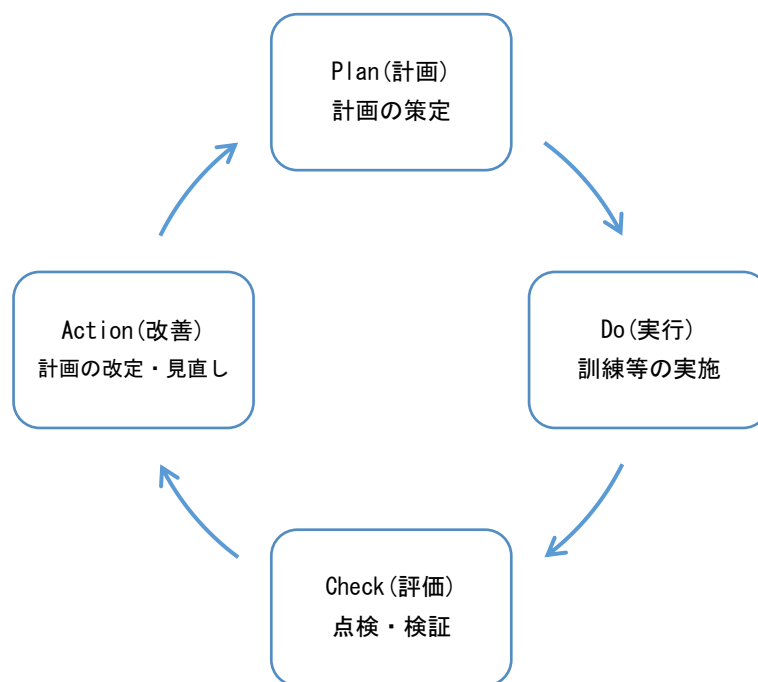 Plan(計画)
計画の策定
Do(実行)
訓練等の実施
Check(評価)
点検・検証
Action(改善)
計画の改定・見直し